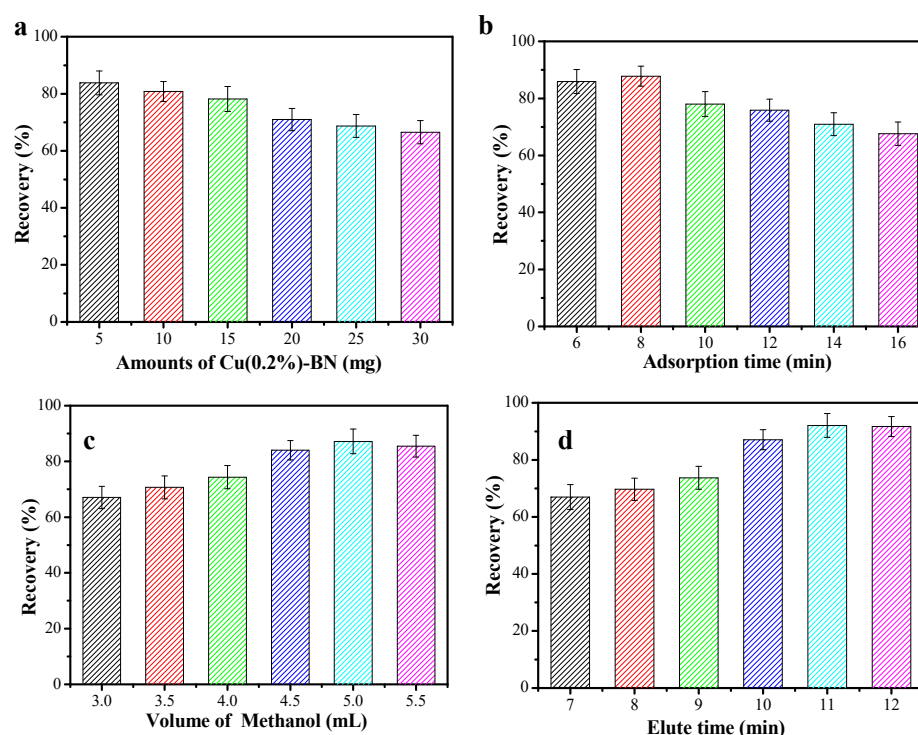 a
100
80
60
40
20
0
Recovery (%)
5 10 15 20 25 30
Amounts of Cu(0.2%)-BN (mg)
b
100
80
60
40
20
0
Recovery (%)
6 8 10 12 14 16
Adsorption time (min)
c
100
80
60
40
20
0
Recovery (%)
3.0 3.5 4.0 4.5 5.0 5.5
Volume of Methanol (mL)
d
100
80
60
40
20
0
Recovery (%)
7 8 9 10 11 12
Elute time (min)